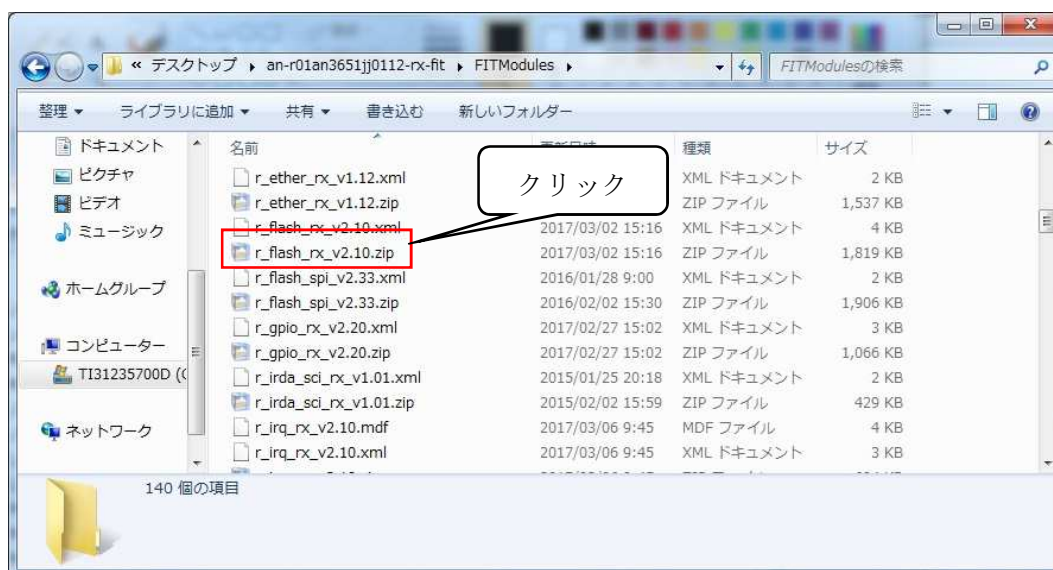 « デスクトップ ▸ an-r01an3651jj0112-rx-fit ▸ FITModules ▸ FITModulesの検索
整理 ▼ ライブラリに追加 ▼ 共有 ▼ 書き込む 新しいフォルダー
ドキュメント
ピクチャ
ビデオ
ミュージック
ホームグループ
コンピューター
TI31235700D (
ネットワーク
名前 種類 サイズ
クリック
r_ether_rx_v1.12.xml XML ドキュメント 2 KB
r_ether_rx_v1.12.zip ZIP ファイル 1,537 KB
r_flash_rx_v2.10.xml 2017/03/02 15:16 XML ドキュメント 4 KB
r_flash_rx_v2.10.zip 2017/03/02 15:16 ZIP ファイル 1,819 KB
r_flash_spi_v2.33.xml 2016/01/28 9:00 XML ドキュメント 2 KB
r_flash_spi_v2.33.zip 2016/02/02 15:30 ZIP ファイル 1,906 KB
r_gpio_rx_v2.20.xml 2017/02/27 15:02 XML ドキュメント 3 KB
r_gpio_rx_v2.20.zip 2017/02/27 15:02 ZIP ファイル 1,066 KB
r_irda_sci_rx_v1.01.xml 2015/01/25 20:18 XML ドキュメント 2 KB
r_irda_sci_rx_v1.01.zip 2015/02/02 15:59 ZIP ファイル 429 KB
r_irq_rx_v2.10.mdf 2017/03/06 9:45 MDF ファイル 4 KB
r_irq_rx_v2.10.xml 2017/03/06 9:45 XML ドキュメント 3 KB
140 個の項目